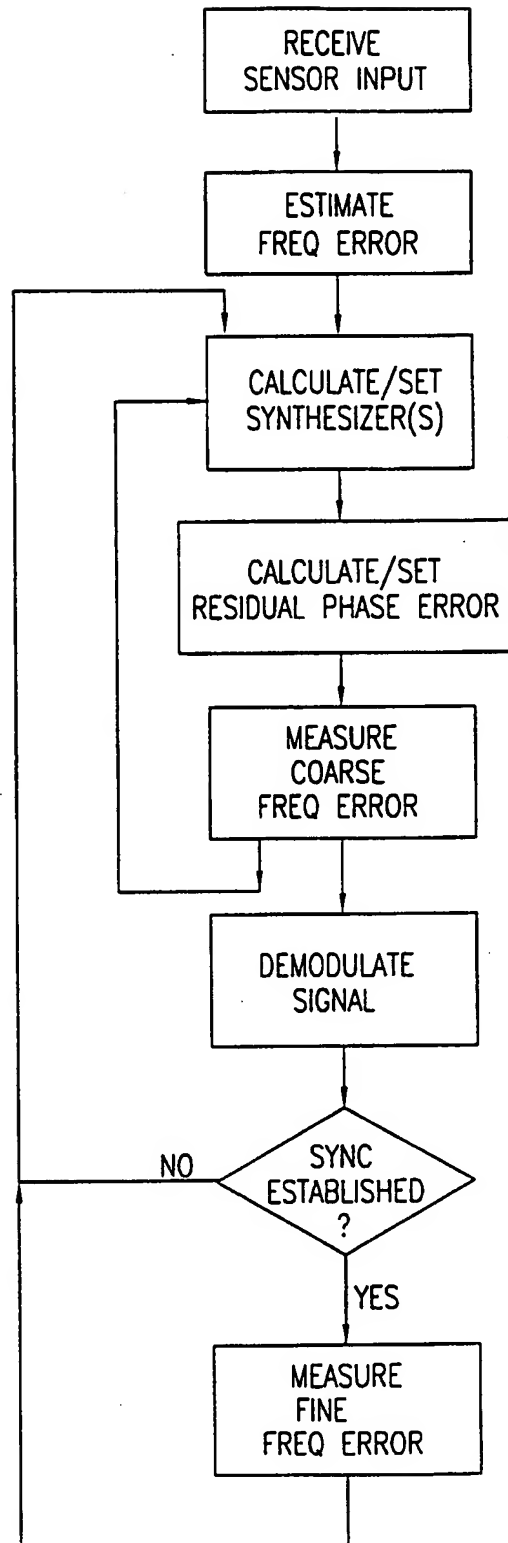 RECEIVE
SENSOR INPUT
ESTIMATE
FREQ ERROR
CALCULATE/SET
SYNTHESIZER(S)
CALCULATE/SET
RESIDUAL PHASE ERROR
MEASURE
COARSE
FREQ ERROR
DEMODULATE
SIGNAL
NO
SYNC
ESTABLISHED
?
YES
MEASURE
FINE
FREQ ERROR